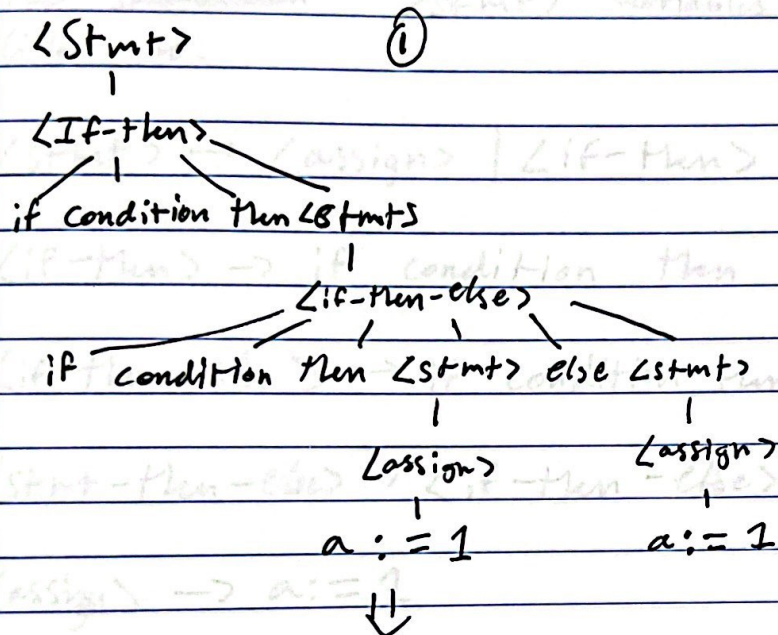 <Stmt> ①
<If-then>
if condition then <Stmt>
<if-then-else>
if condition then <stmt> else <stmt>
<assign> <assign>
a := 1 a := 1